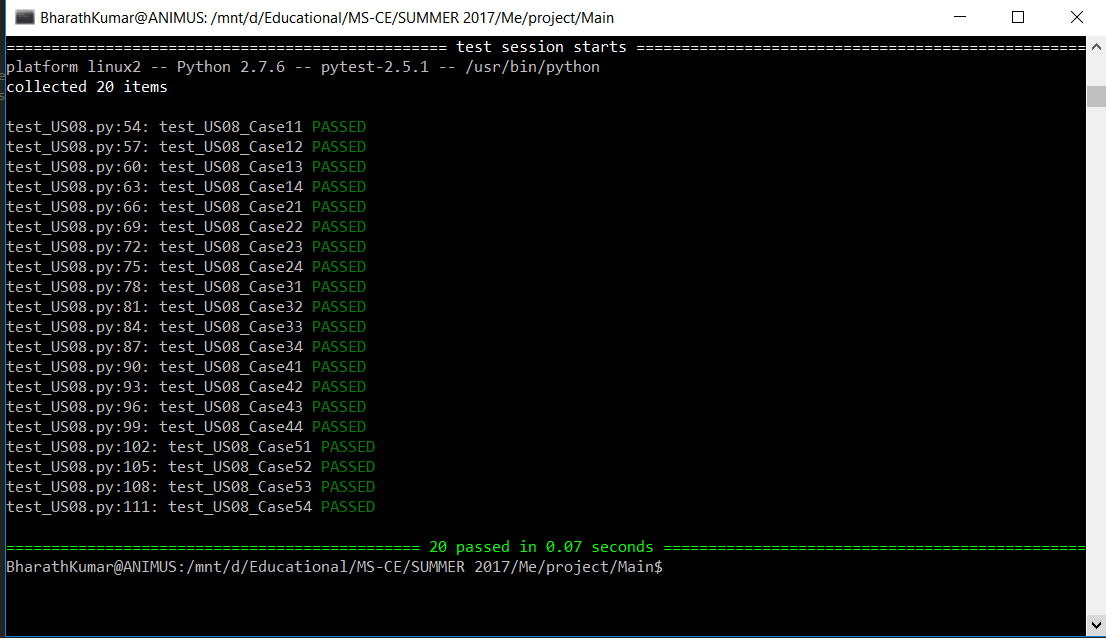 BharathKumar@ANIMUS: /mnt/d/Educational/MS-CE/SUMMER 2017/Me/project/Main
================================================= test session starts ==================================================
platform linux2 -- Python 2.7.6 -- pytest-2.5.1 -- /usr/bin/python
collected 20 items
test_US08.py:54: test_US08_Case11 PASSED
test_US08.py:57: test_US08_Case12 PASSED
test_US08.py:60: test_US08_Case13 PASSED
test_US08.py:63: test_US08_Case14 PASSED
test_US08.py:66: test_US08_Case21 PASSED
test_US08.py:69: test_US08_Case22 PASSED
test_US08.py:72: test_US08_Case23 PASSED
test_US08.py:75: test_US08_Case24 PASSED
test_US08.py:78: test_US08_Case31 PASSED
test_US08.py:81: test_US08_Case32 PASSED
test_US08.py:84: test_US08_Case33 PASSED
test_US08.py:87: test_US08_Case34 PASSED
test_US08.py:90: test_US08_Case41 PASSED
test_US08.py:93: test_US08_Case42 PASSED
test_US08.py:96: test_US08_Case43 PASSED
test_US08.py:99: test_US08_Case44 PASSED
test_US08.py:102: test_US08_Case51 PASSED
test_US08.py:105: test_US08_Case52 PASSED
test_US08.py:108: test_US08_Case53 PASSED
test_US08.py:111: test_US08_Case54 PASSED
============================================== 20 passed in 0.07 seconds ===============================================
BharathKumar@ANIMUS:/mnt/d/Educational/MS-CE/SUMMER 2017/Me/project/Main$